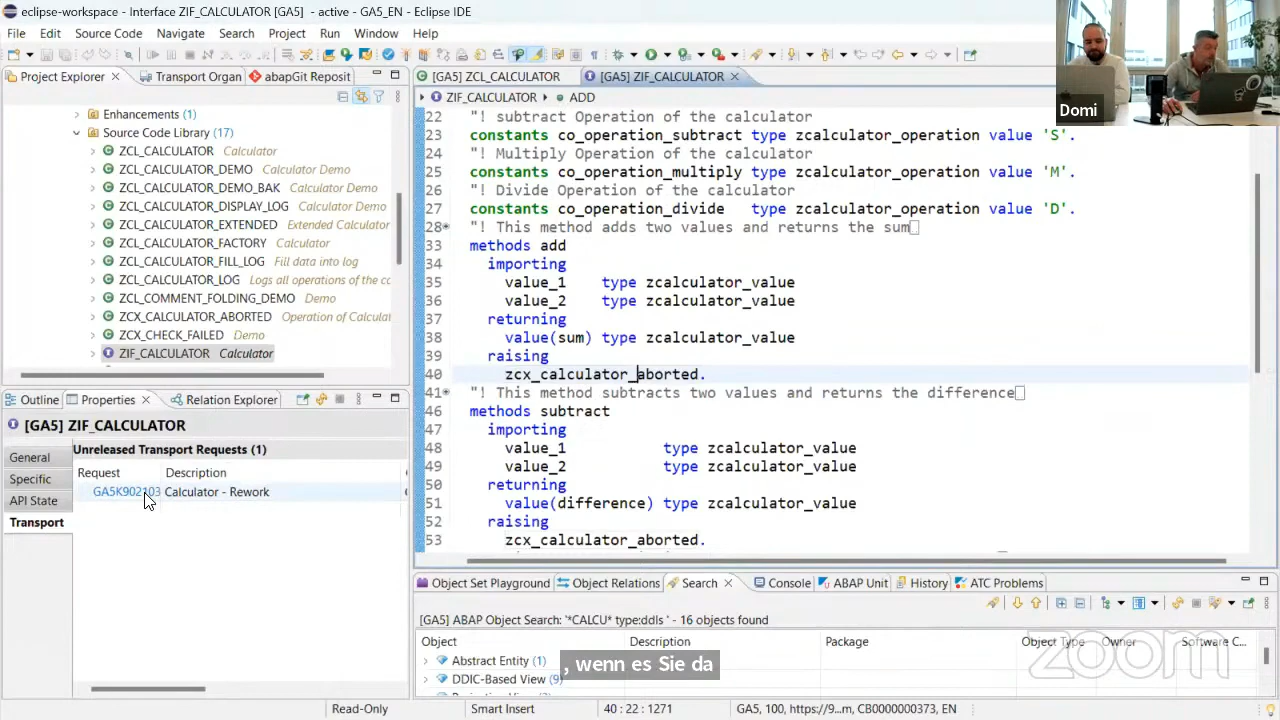 eclipse-workspace - Interface ZIF_CALCULATOR [GA5] - active - GA5_EN - Eclipse IDE
File Edit Source Code Navigate Search Project Run Window Help
Project Explorer Transport Organ abapGit Reposit
Enhancements (1)
Source Code Library (17)
ZCL_CALCULATOR Calculator
ZCL_CALCULATOR_DEMO Calculator Demo
ZCL_CALCULATOR_DEMO_BAK Calculator Demo
ZCL_CALCULATOR_DISPLAY_LOG Calculator Demo
ZCL_CALCULATOR_EXTENDED Extended Calculator
ZCL_CALCULATOR_FACTORY Calculator
ZCL_CALCULATOR_FILL_LOG Fill data into log
ZCL_CALCULATOR_LOG Logs all operations of the ca
ZCL_COMMENT_FOLDING_DEMO Demo
ZCX_CALCULATOR_ABORTED Operation of Calculat
ZCX_CHECK_FAILED Demo
ZIF_CALCULATOR Calculator
Outline Properties Relation Explorer
[GA5] ZIF_CALCULATOR
General
Specific
API State
Transport
Unreleased Transport Requests (1)
Request Description
GA5K902103 Calculator - Rework
[GA5] ZCL_CALCULATOR [GA5] ZIF_CALCULATOR
ZIF_CALCULATOR ADD
22 "! subtract Operation of the calculator
23 constants co_operation_subtract type zcalculator_operation value 'S'.
24 "! Multiply Operation of the calculator
25 constants co_operation_multiply type zcalculator_operation value 'M'.
26 "! Divide Operation of the calculator
27 constants co_operation_divide type zcalculator_operation value 'D'.
28 "! This method adds two values and returns the sum
33 methods add
34 importing
35 value_1 type zcalculator_value
36 value_2 type zcalculator_value
37 returning
38 value(sum) type zcalculator_value
39 raising
40 zcx_calculator_aborted.
41 "! This method subtracts two values and returns the difference
46 methods subtract
47 importing
48 value_1 type zcalculator_value
49 value_2 type zcalculator_value
50 returning
51 value(difference) type zcalculator_value
52 raising
53 zcx_calculator_aborted.
Object Set Playground Object Relations Search Console ABAP Unit History ATC Problems
[GA5] ABAP Object Search: '*CALCU* type:ddls ' - 16 objects found
Object Description Package Object Type Owner Software C...
Abstract Entity (1)
DDIC-Based View (9)
Read-Only Smart Insert 40 : 22 : 1271 GA5, 100, https://9...m, CB0000000373, EN
Domi
, wenn es Sie da
zoom